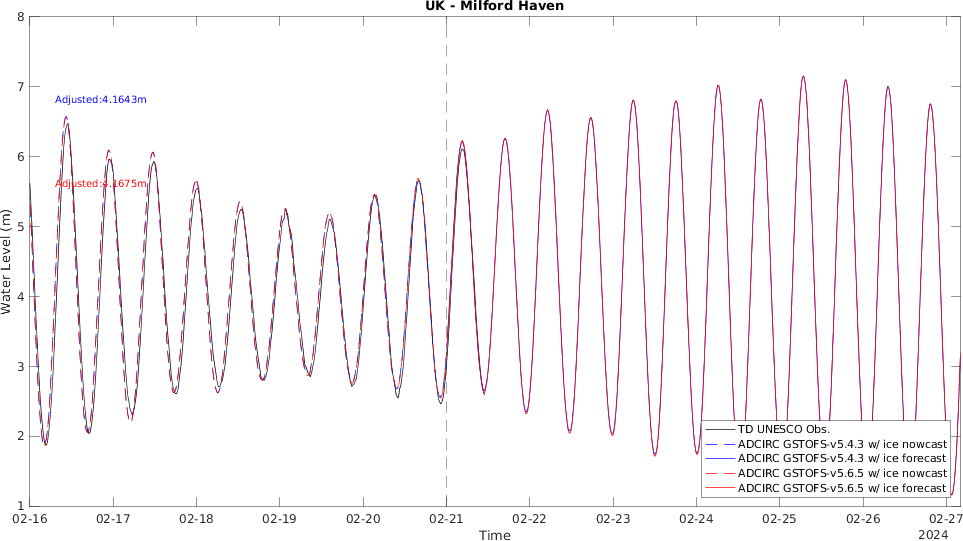 UK - Milford Haven
8
7
6
5
4
3
2
1
Water Level (m)
Adjusted:4.1643m
Adjusted:4.1675m
TD UNESCO Obs.
ADCIRC GSTOFS-v5.4.3 w/ ice nowcast
ADCIRC GSTOFS-v5.4.3 w/ ice forecast
ADCIRC GSTOFS-v5.6.5 w/ ice nowcast
ADCIRC GSTOFS-v5.6.5 w/ ice forecast
02-16 02-17 02-18 02-19 02-20 02-21 02-22 02-23 02-24 02-25 02-26 02-27
Time
2024